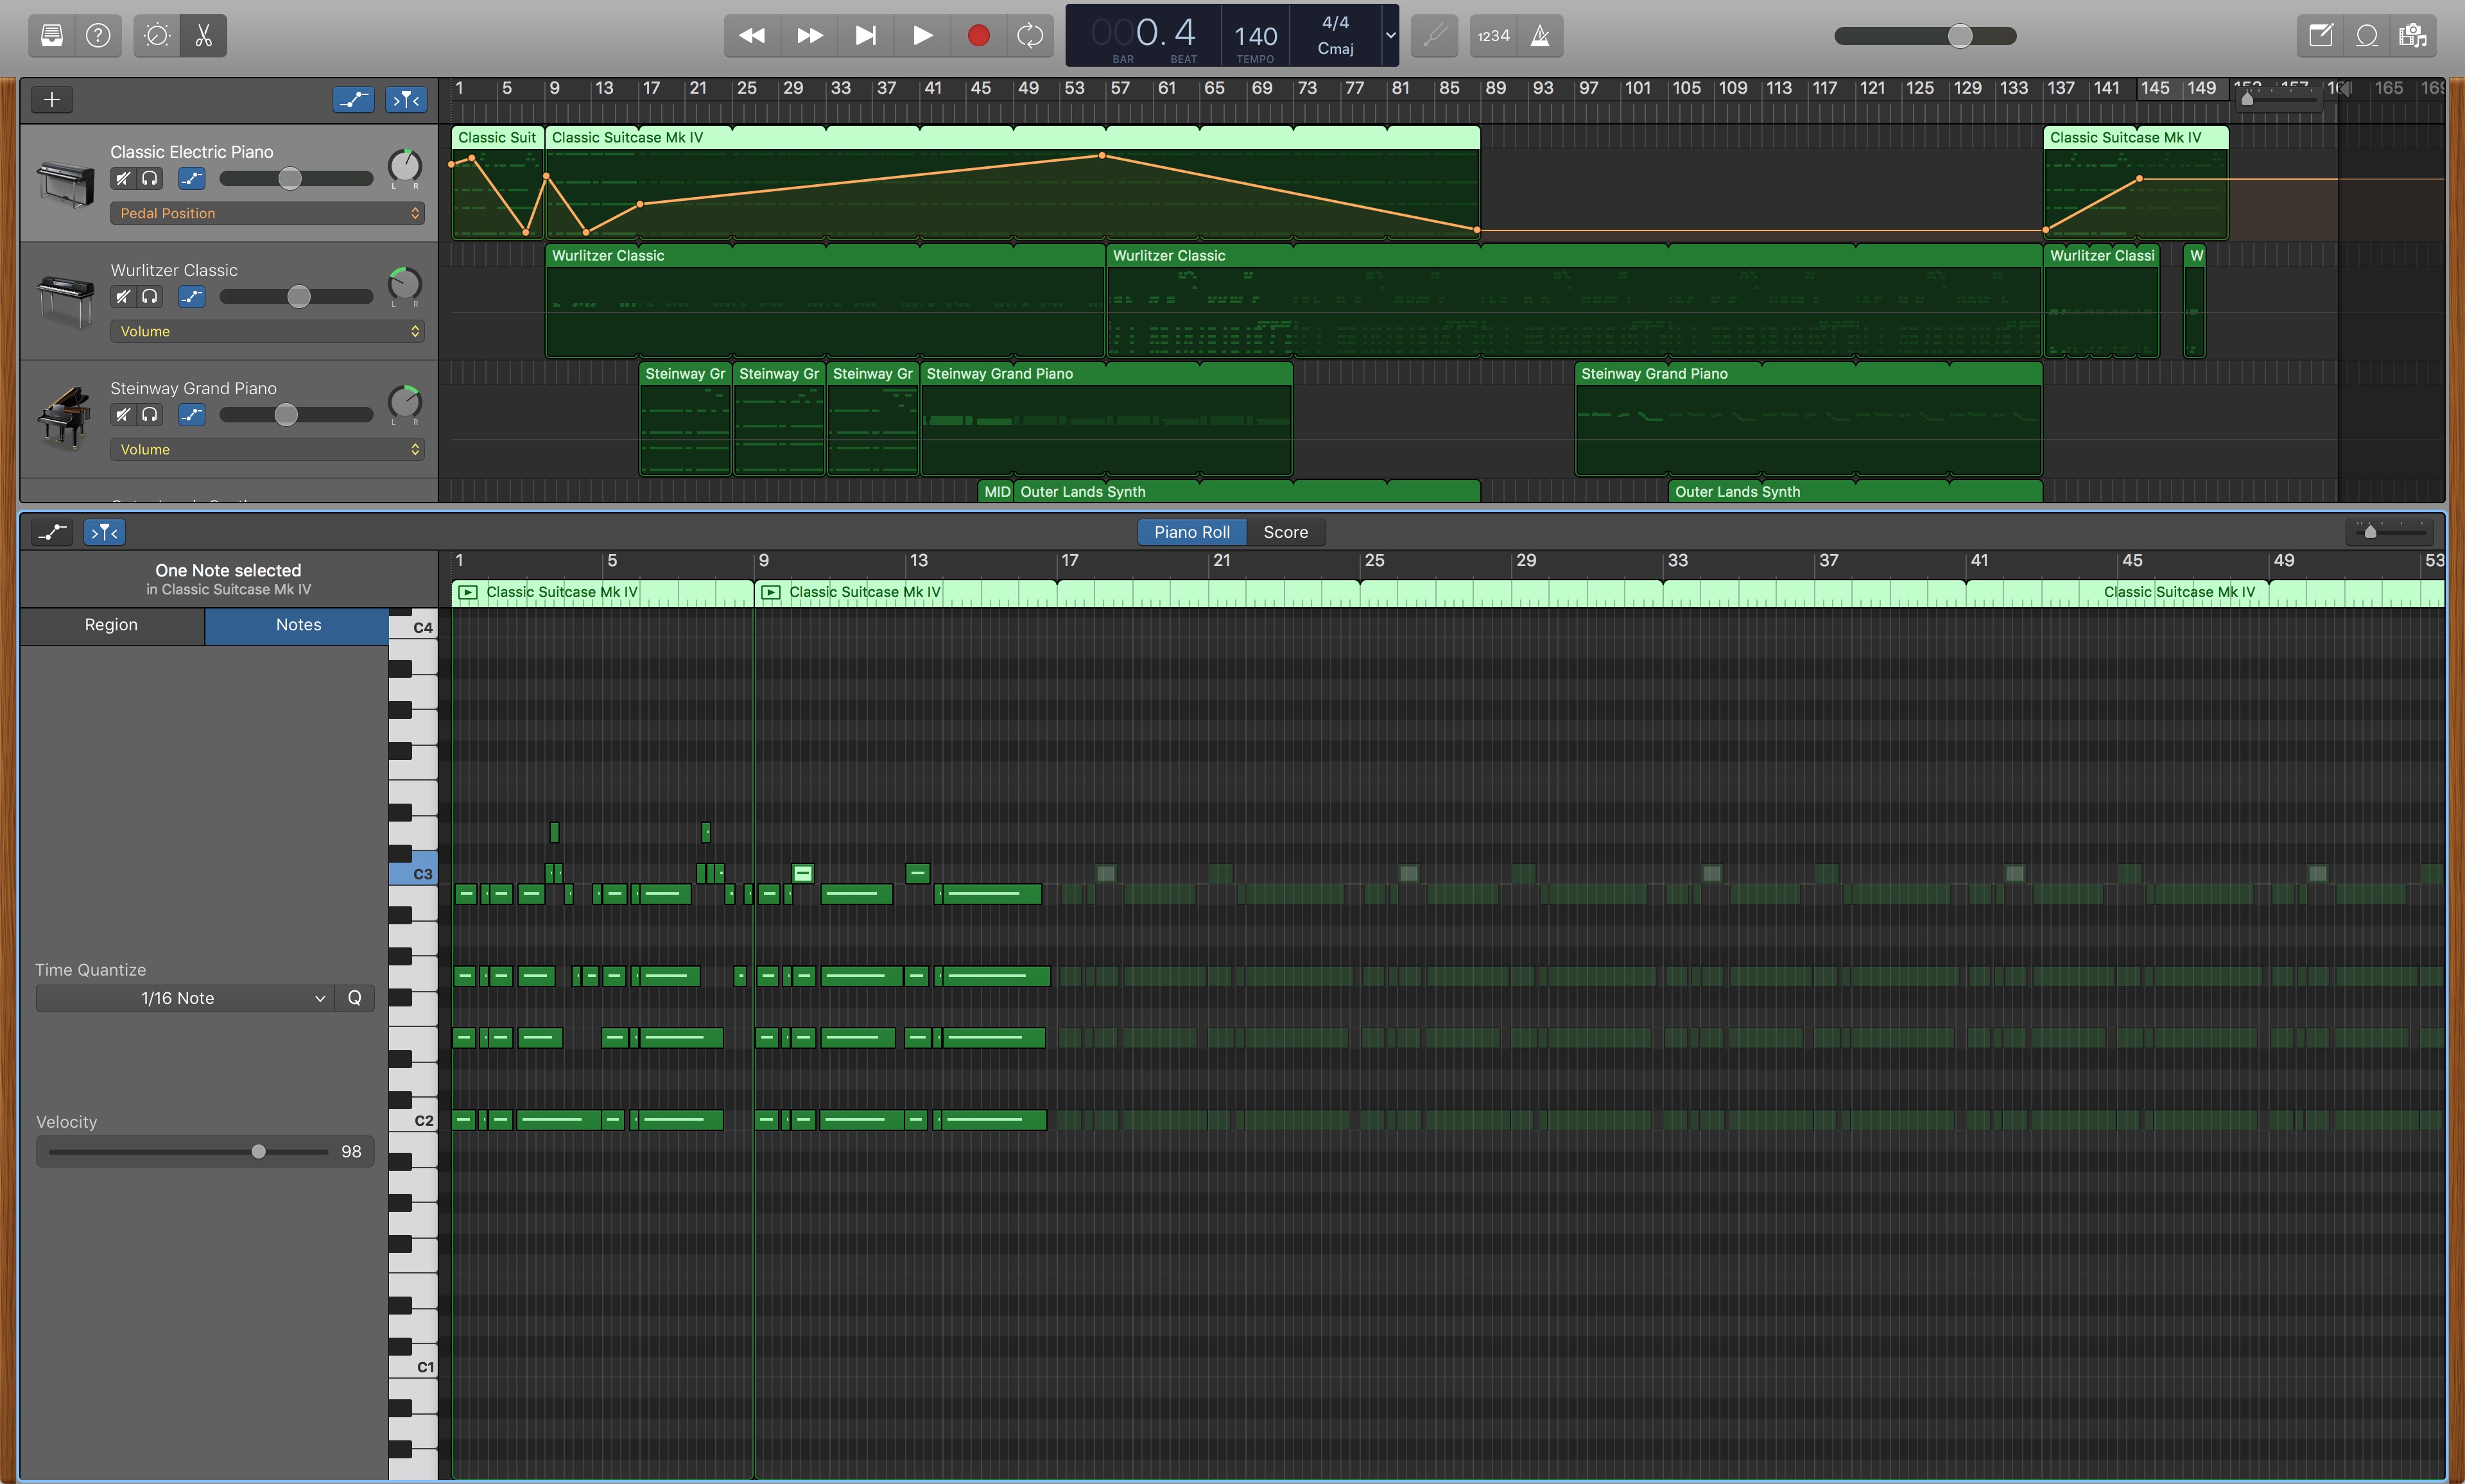 000.4 140 4/4
Cmaj
BAR BEAT TEMPO
1234
1 5 9 13 17 21 25 29 33 37 41 45 49 53 57 61 65 69 73 77 81 85 89 93 97 101 105 109 113 117 121 125 129 133 137 141 145 149 165
Classic Electric Piano
L R
Pedal Position
Classic Suit Classic Suitcase Mk IV Classic Suitcase Mk IV
Wurlitzer Classic
L R
Volume
Wurlitzer Classic Wurlitzer Classic Wurlitzer Classi W
Steinway Grand Piano
L R
Volume
Steinway Gr Steinway Gr Steinway Gr Steinway Grand Piano Steinway Grand Piano
MID Outer Lands Synth Outer Lands Synth
Piano Roll Score
1 5 9 13 17 21 25 29 33 37 41 45 49 53
One Note selected
in Classic Suitcase Mk IV
Classic Suitcase Mk IV Classic Suitcase Mk IV Classic Suitcase Mk IV
Region Notes
C4
C3
Time Quantize
1/16 Note Q
C2
Velocity
98
C1